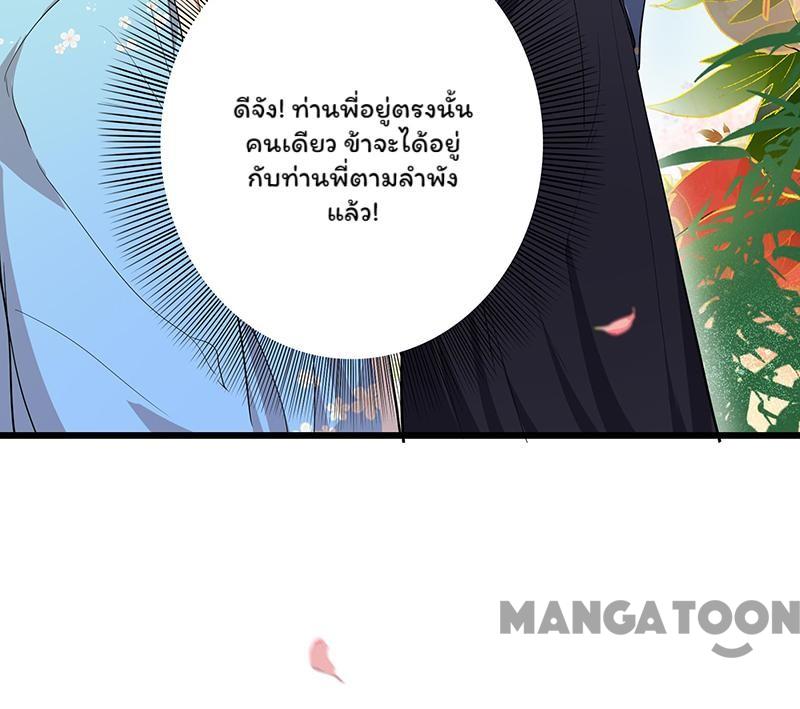 ดีจัง! ท่านพี่อยู่ตรงนั้น
คนเดียว ข้าจะได้อยู่
กับท่านพี่ตามลำพัง
แล้ว!
MANGATOON